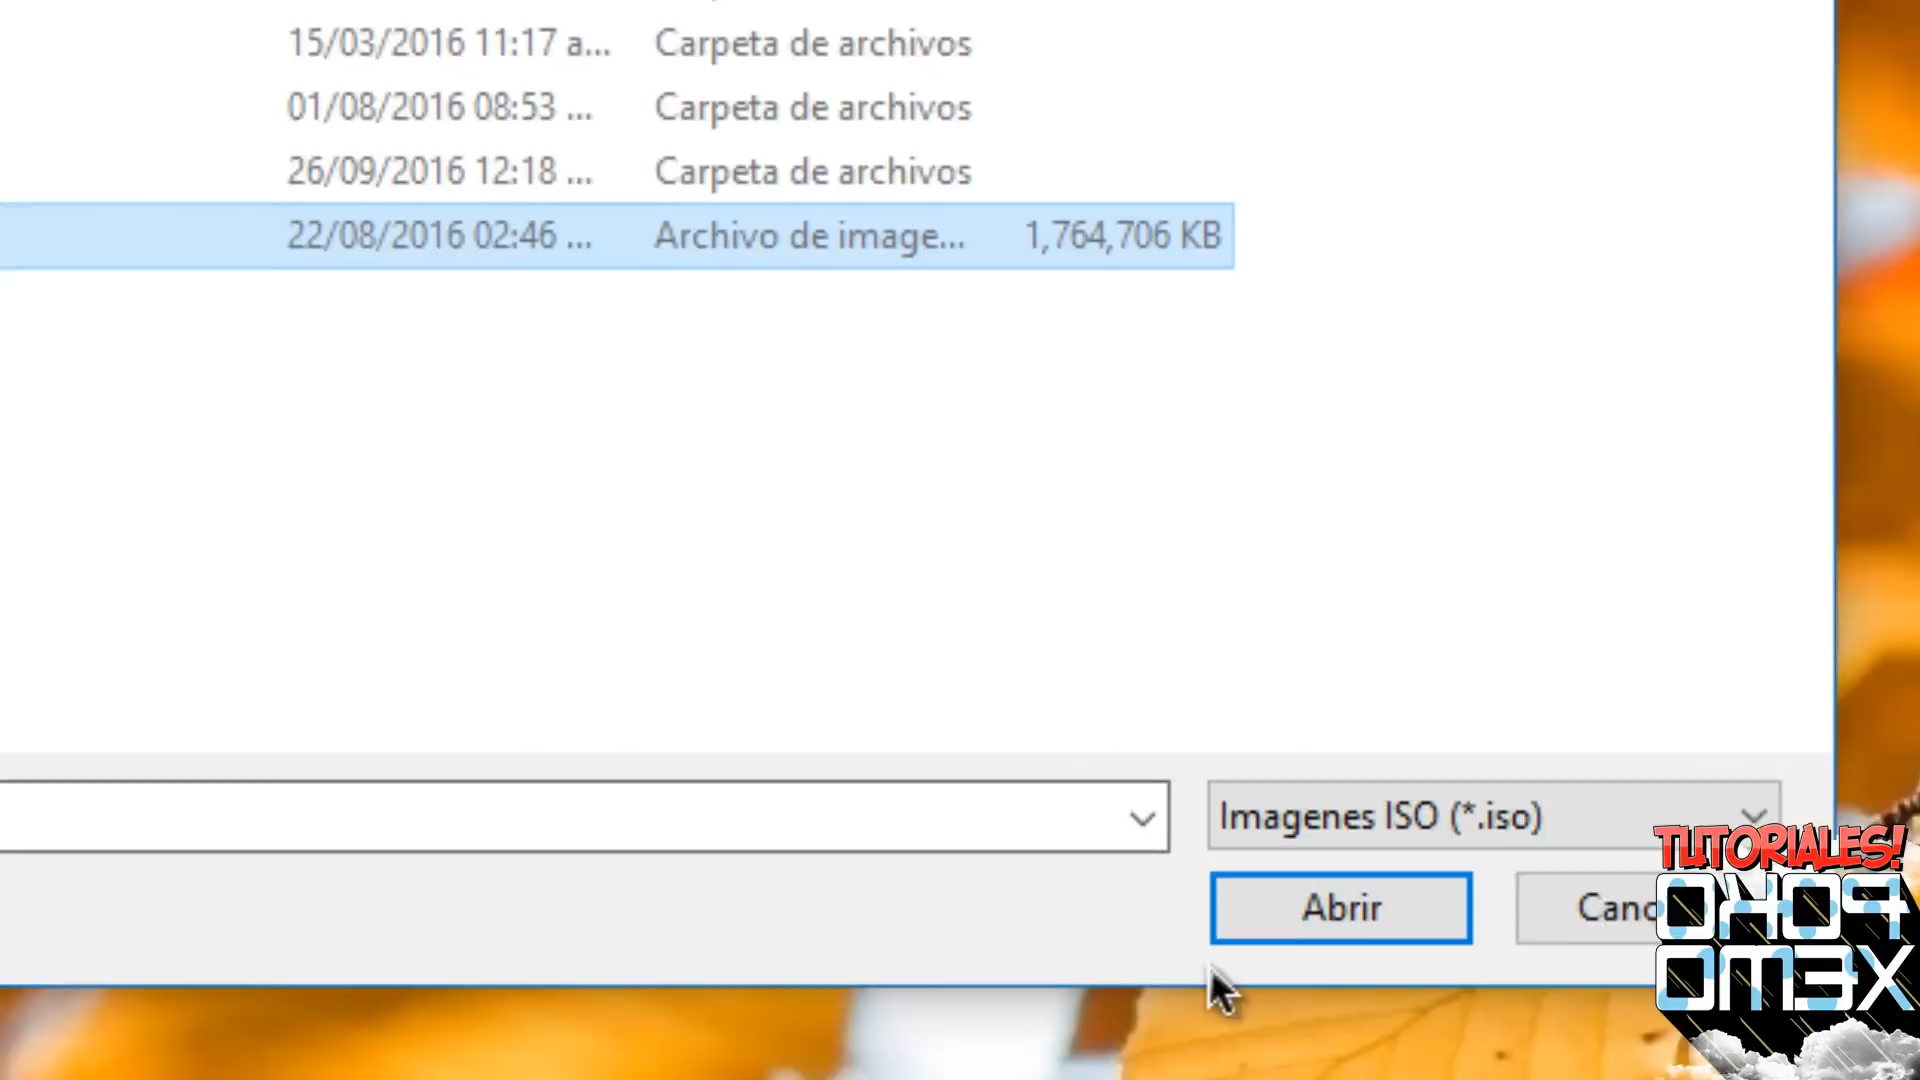 15/03/2016 11:17 a... Carpeta de archivos
01/08/2016 08:53 ... Carpeta de archivos
26/09/2016 12:18 ... Carpeta de archivos
22/08/2016 02:46 ... Archivo de image... 1,764,706 KB
Imagenes ISO (*.iso)
Abrir
Canc
TUTORIALES!